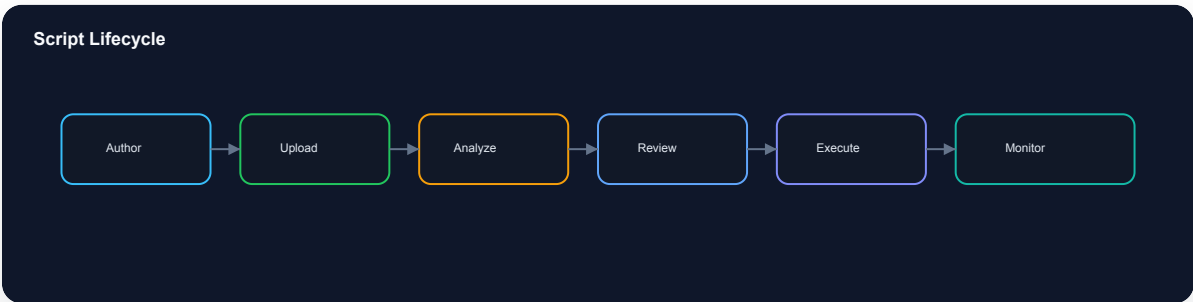 Script Lifecycle
Author
Upload
Analyze
Review
Execute
Monitor